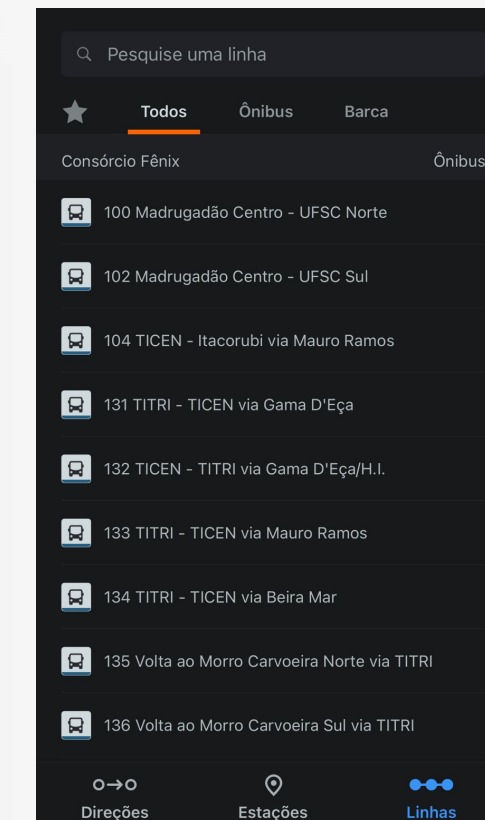 Pesquise uma linha
Todos Ônibus Barca
Consórcio Fênix Ônibus
100 Madrugadão Centro - UFSC Norte
102 Madrugadão Centro - UFSC Sul
104 TICEN - Itacorubi via Mauro Ramos
131 TITRI - TICEN via Gama D'Eça
132 TICEN - TITRI via Gama D'Eça/H.I.
133 TITRI - TICEN via Mauro Ramos
134 TITRI - TICEN via Beira Mar
135 Volta ao Morro Carvoeira Norte via TITRI
136 Volta ao Morro Carvoeira Sul via TITRI
Direções Estações Linhas